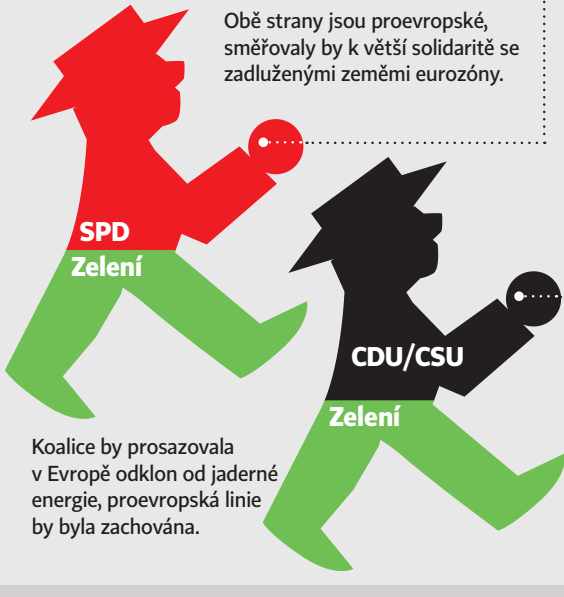 Obě strany jsou proevropské,
směřovaly by k větší solidaritě se
zadluženými zeměmi eurozóny.
SPD
Zelení
CDU/CSU
Zelení
Koalice by prosazovala
v Evropě odklon od jaderné
energie, proevropská linie
by byla zachována.